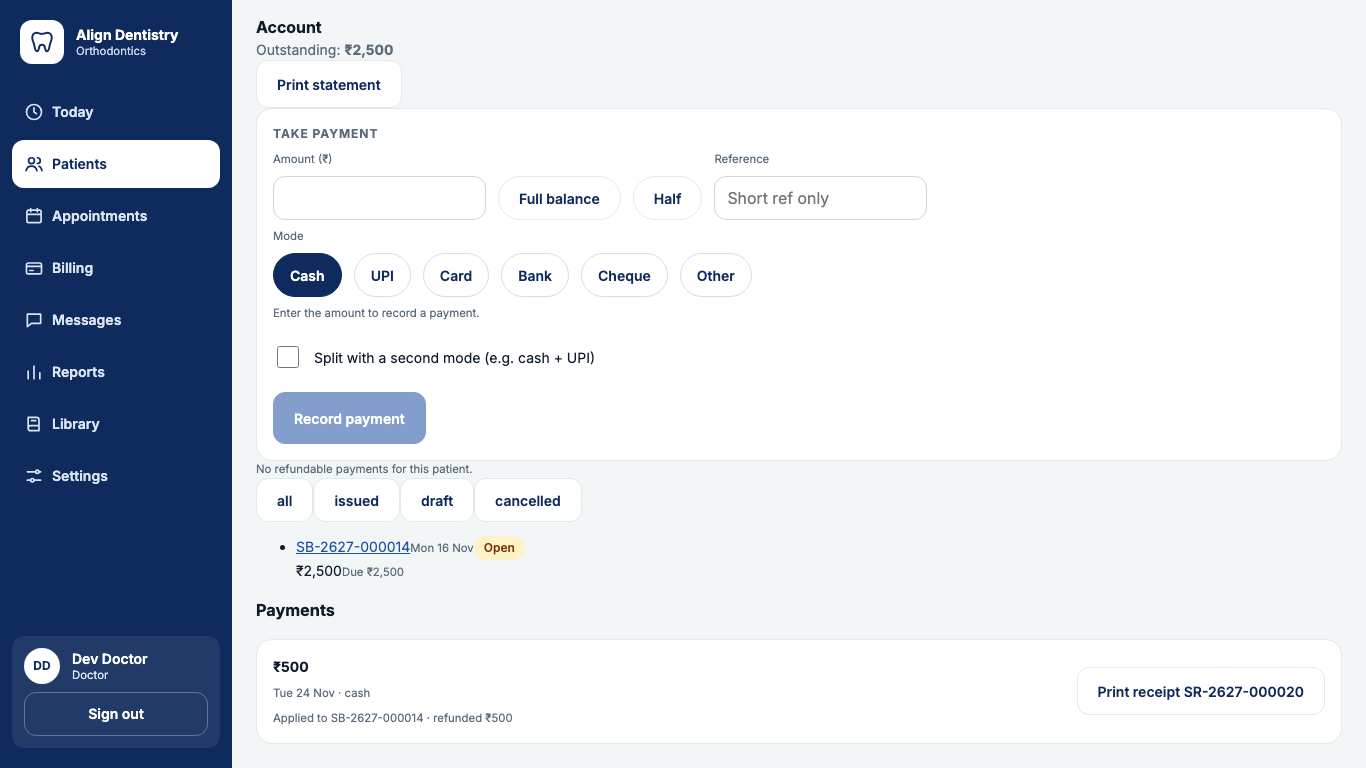 Align Dentistry
Orthodontics
Today
Patients
Appointments
Billing
Messages
Reports
Library
Settings
DD
Dev Doctor
Doctor
Sign out
Account
Outstanding: ₹2,500
Print statement
TAKE PAYMENT
Amount (₹)
Reference
Full balance
Half
Short ref only
Mode
Cash
UPI
Card
Bank
Cheque
Other
Enter the amount to record a payment.
Split with a second mode (e.g. cash + UPI)
Record payment
No refundable payments for this patient.
all
issued
draft
cancelled
SB-2627-000014Mon 16 Nov Open
₹2,500Due ₹2,500
Payments
₹500
Tue 24 Nov · cash
Applied to SB-2627-000014 · refunded ₹500
Print receipt SR-2627-000020